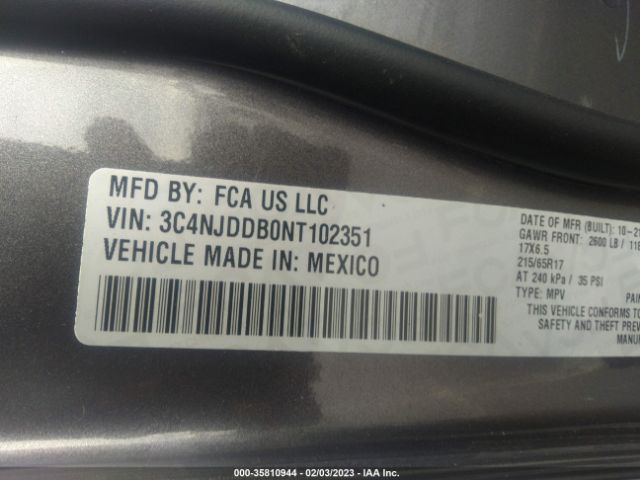 MFD BY: FCA US LLC
VIN: 3C4NJDDB0NT102351
VEHICLE MADE IN: MEXICO
DATE OF MFR (BUILT): 10-21
GAWR FRONT: 2600 LB / 118
17X6.5
215/65R17
AT 240 kPa / 35 PSI
TYPE: MPV
THIS VEHICLE CONFORMS TO
SAFETY AND THEFT
000-35810944 - 02/03/2023 - IAA Inc.